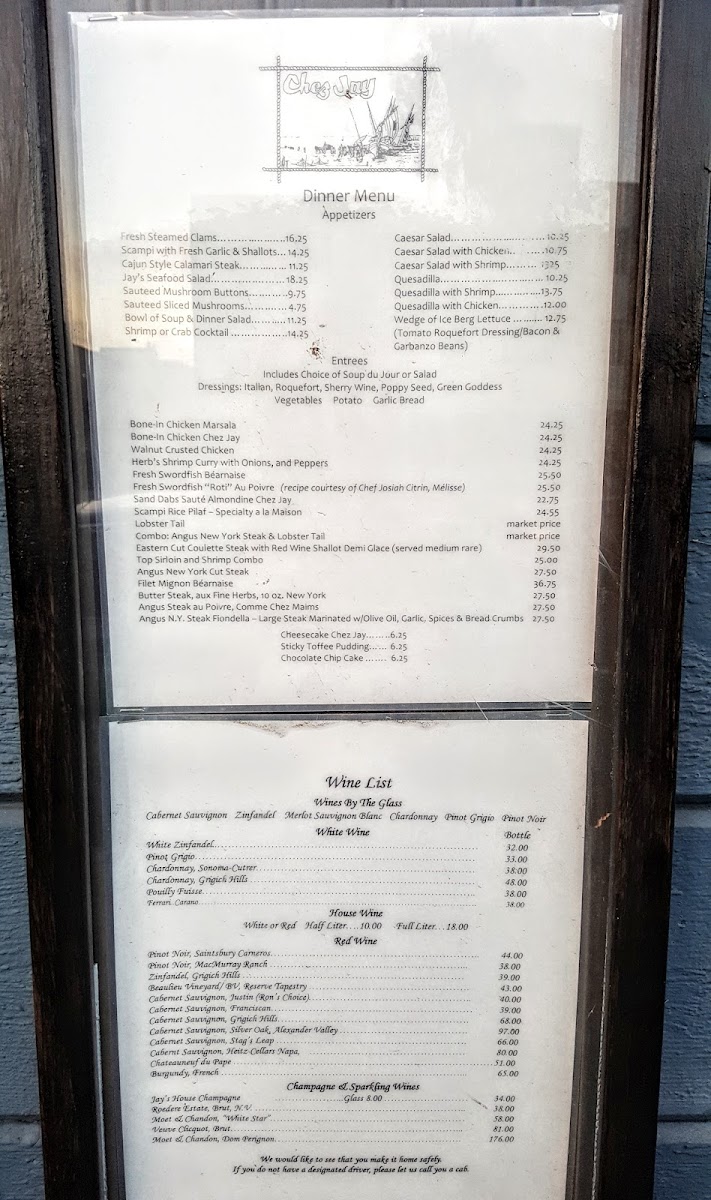 Chez Jay
Dinner Menu
Appetizers
Fresh Steamed Clams......................16.25
Scampi with Fresh Garlic & Shallots... 14.25
Cajun Style Calamari Steak.............. 11.25
Jay's Seafood Salad.......................18.25
Sauteed Mushroom Buttons............9.75
Sauteed Sliced Mushrooms............ 4.75
Bowl of Soup & Dinner Salad...........11.25
Shrimp or Crab Cocktail ..................14.25
Caesar Salad............................ 10.25
Caesar Salad with Chicken.. .....10.75
Caesar Salad with Shrimp......... 1325
Quesadilla................................ 10.25
Quesadilla with Shrimp..............13.75
Quesadilla with Chicken..............12.00
Wedge of Ice Berg Lettuce ......... 12.75
(Tomato Roquefort Dressing/Bacon &
Garbanzo Beans)
Entrees
Includes Choice of Soup du Jour or Salad
Dressings: Italian, Roquefort, Sherry Wine, Poppy Seed, Green Goddess
Vegetables Potato Garlic Bread
Bone-In Chicken Marsala 24.25
Bone-In Chicken Chez Jay 24.25
Walnut Crusted Chicken 24.25
Herb's Shrimp Curry with Onions, and Peppers 24.25
Fresh Swordfish Béarnaise 25.50
Fresh Swordfish "Roti" Au Poivre (recipe courtesy of Chef Josiah Citrin, Mélisse) 25.50
Sand Dabs Sauté Almondine Chez Jay 22.75
Scampi Rice Pilaf – Specialty a la Maison 24.55
Lobster Tail market price
Combo: Angus New York Steak & Lobster Tail market price
Eastern Cut Coulette Steak with Red Wine Shallot Demi Glace (served medium rare) 29.50
Top Sirloin and Shrimp Combo 25.00
Angus New York Cut Steak 27.50
Filet Mignon Béarnaise 36.75
Butter Steak, aux Fine Herbs, 10 oz. New York 27.50
Angus Steak au Poivre, Comme Chez Maims 27.50
Angus N.Y. Steak Fiondella – Large Steak Marinated w/Olive Oil, Garlic, Spices & Bread Crumbs 27.50
Cheesecake Chez Jay.......6.25
Sticky Toffee Pudding...... 6.25
Chocolate Chip Cake ....... 6.25
Wine List
Wines By The Glass
Cabernet Sauvignon Zinfandel Merlot Sauvignon Blanc Chardonnay Pinot Grigio Pinot Noir
White Wine Bottle
White Zinfandel........................ 32.00
Pinot Grigio........................ 33.00
Chardonnay, Sonoma-Cutrer........................ 38.00
Chardonnay, Grigich Hills........................ 48.00
Pouilly Fuisse........................ 38.00
Ferrari, Carano........................ 38.00
House Wine
White or Red Half Liter....10.00 Full Liter...18.00
Red Wine
Pinot Noir, Saintsbury Carneros........................ 44.00
Pinot Noir, MacMurray Ranch........................ 38.00
Zinfandel, Grigich Hills........................ 39.00
Beaulieu Vineyard/ BV, Reserve Tapestry........................ 43.00
Cabernet Sauvignon, Justin (Ron's Choice)........................ 40.00
Cabernet Sauvignon, Franciscan........................ 39.00
Cabernet Sauvignon, Grigich Hills........................ 68.00
Cabernet Sauvignon, Silver Oak, Alexander Valley........................ 97.00
Cabernet Sauvignon, Stag's Leap........................ 66.00
Cabernt Sauvignon, Heitz Cellars Napa, ........................ 80.00
Chateauneuf du Pape........................ 51.00
Burgundy, French........................ 65.00
Champagne & Sparkling Wines
Jay's House Champagne ....................Glass 8.00........................ 34.00
Roedere Estate, Brut, N.V........................ 38.00
Moet & Chandon, "White Star"........................ 58.00
Veuve Clicquot, Brut........................ 81.00
Moet & Chandon, Dom Perignon........................ 176.00
We would like to see that you make it home safely.
If you do not have a designated driver, please let us call you a cab.